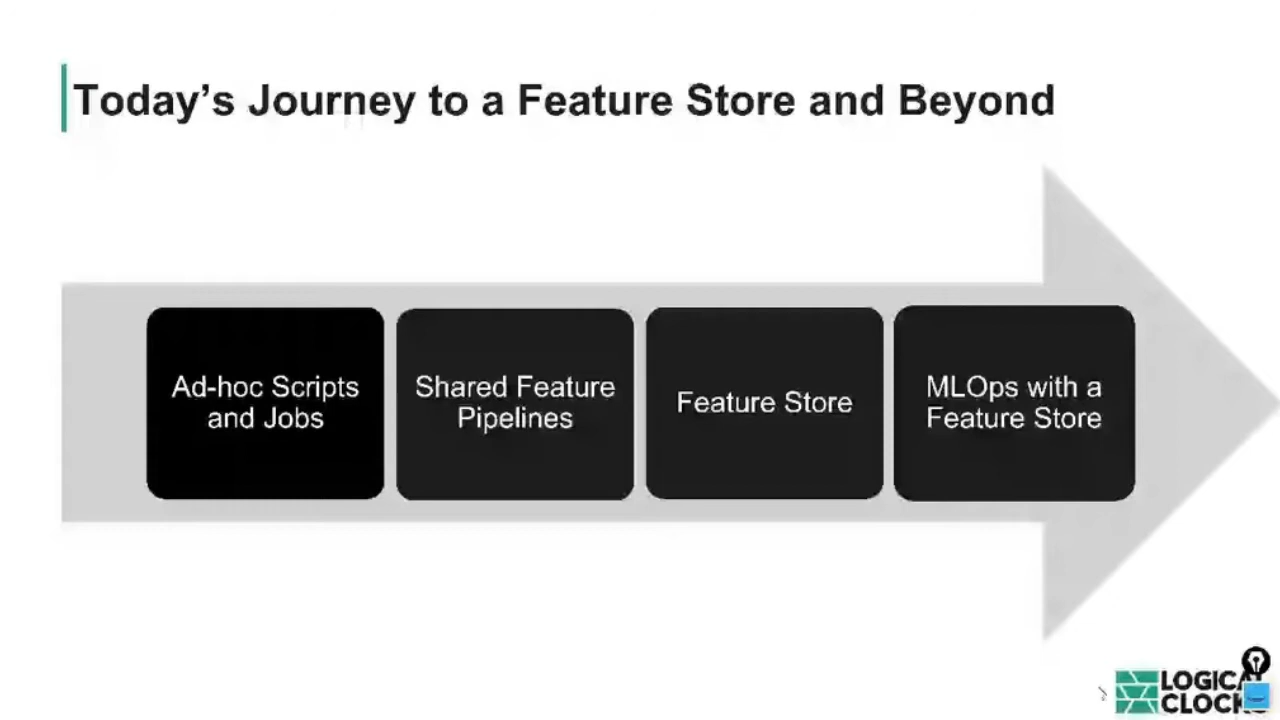 Today's Journey to a Feature Store and Beyond
Ad-hoc Scripts
and Jobs
Shared Feature
Pipelines
Feature Store
MLOps with a
Feature Store
LOGICAL
CLOCKS